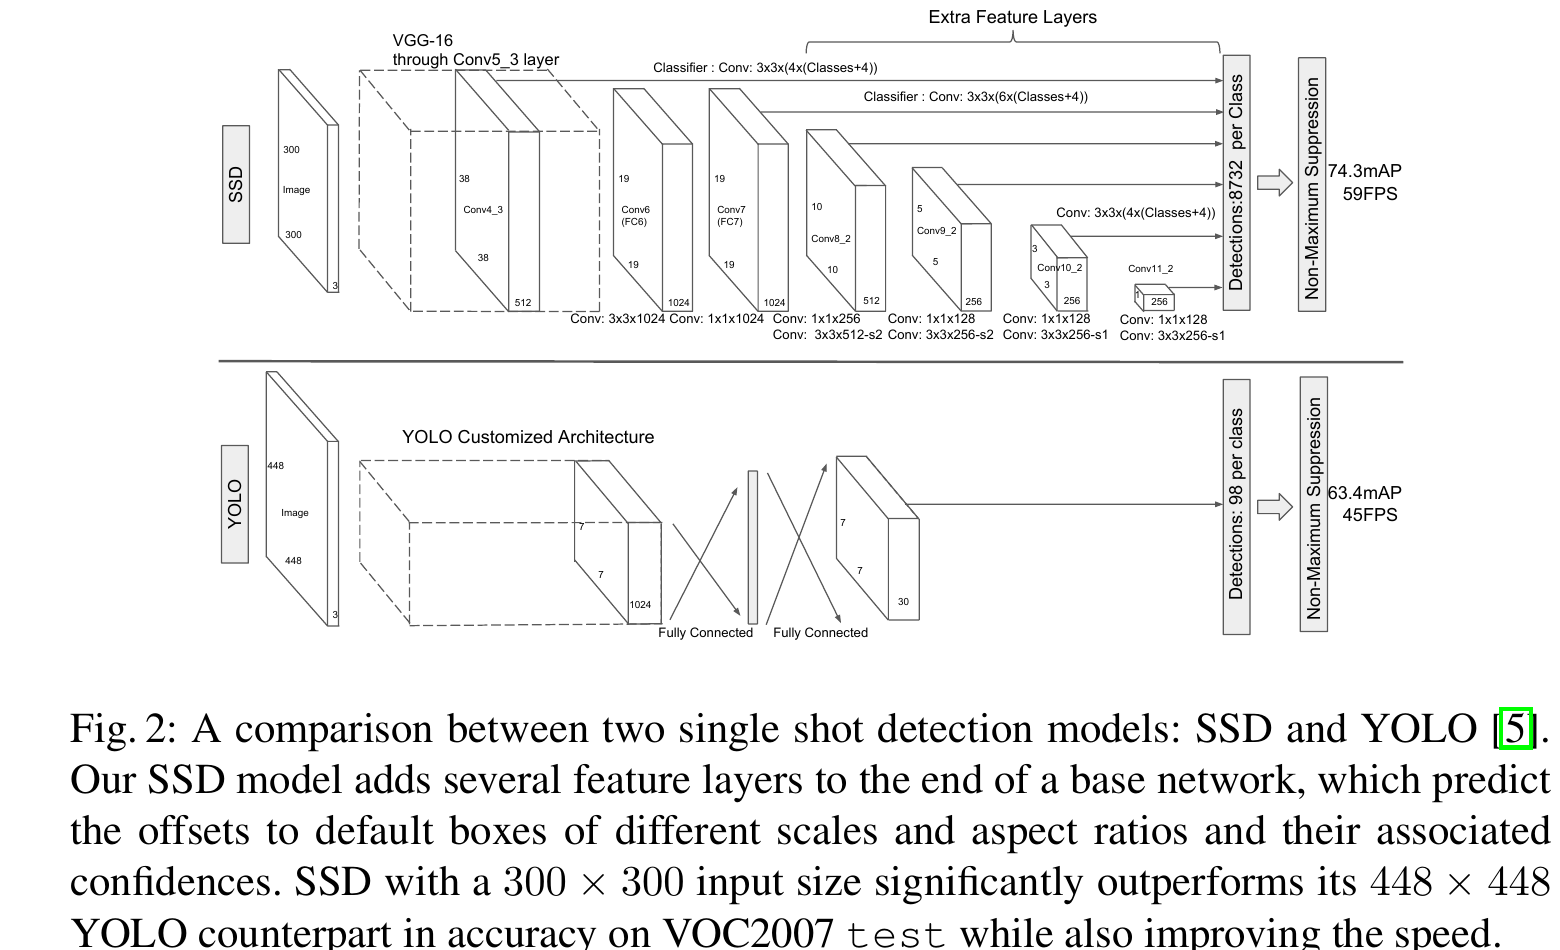 Extra Feature Layers
VGG-16
through Conv5_3 layer
Classifier : Conv: 3x3x(4x(Classes+4))
Classifier : Conv: 3x3x(6x(Classes+4))
SSD
300
Image
300
3
38
Conv4_3
38
512
19
Conv6
(FC6)
19
1024
19
Conv7
(FC7)
19
1024
10
Conv8_2
10
512
5
Conv9_2
5
256
Conv: 3x3x(4x(Classes+4))
3
Conv10_2
3
256
Conv11_2
1
256
Detections:8732 per Class
Non-Maximum Suppression
74.3mAP
59FPS
Conv: 3x3x1024 Conv: 1x1x1024 Conv: 1x1x256 Conv: 1x1x128 Conv: 1x1x128 Conv: 1x1x128
Conv: 3x3x512-s2 Conv: 3x3x256-s2 Conv: 3x3x256-s1 Conv: 3x3x256-s1
YOLO
448
Image
448
3
YOLO Customized Architecture
7
7
1024
Fully Connected
Fully Connected
7
7
30
Detections: 98 per class
Non-Maximum Suppression
63.4mAP
45FPS
Fig. 2: A comparison between two single shot detection models: SSD and YOLO [5].
Our SSD model adds several feature layers to the end of a base network, which predict
the offsets to default boxes of different scales and aspect ratios and their associated
confidences. SSD with a 300 × 300 input size significantly outperforms its 448 × 448
YOLO counterpart in accuracy on VOC2007 test while also improving the speed.